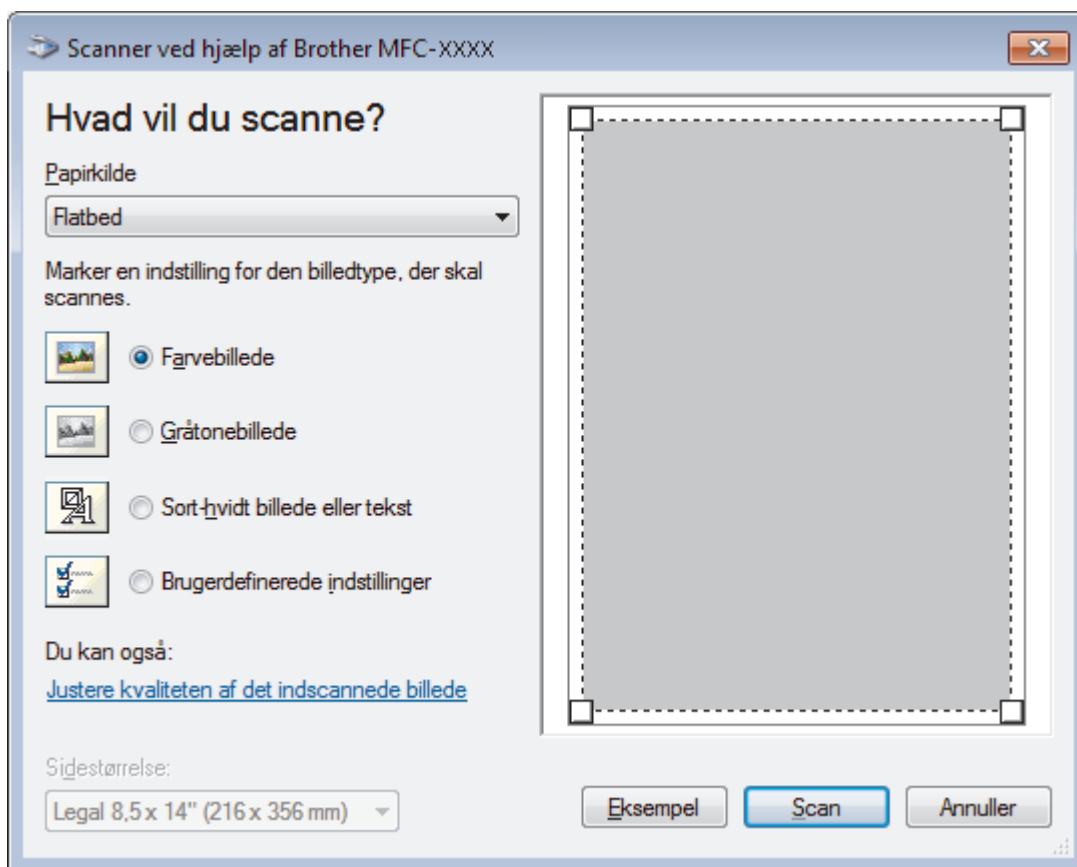 Scanner ved hjælp af Brother MFC-XXXX
Hvad vil du scanne?
Papirkilde
Flatbed
Marker en indstilling for den billedtype, der skal
scannes.
Farvebillede
Gråtonebillede
Sort-hvidt billede eller tekst
Brugerdefinerede indstillinger
Du kan også:
Justere kvaliteten af det indscannede billede
Sidestørrelse:
Legal 8,5 x 14" (216 x 356 mm)
Eksempel
Scan
Annuller